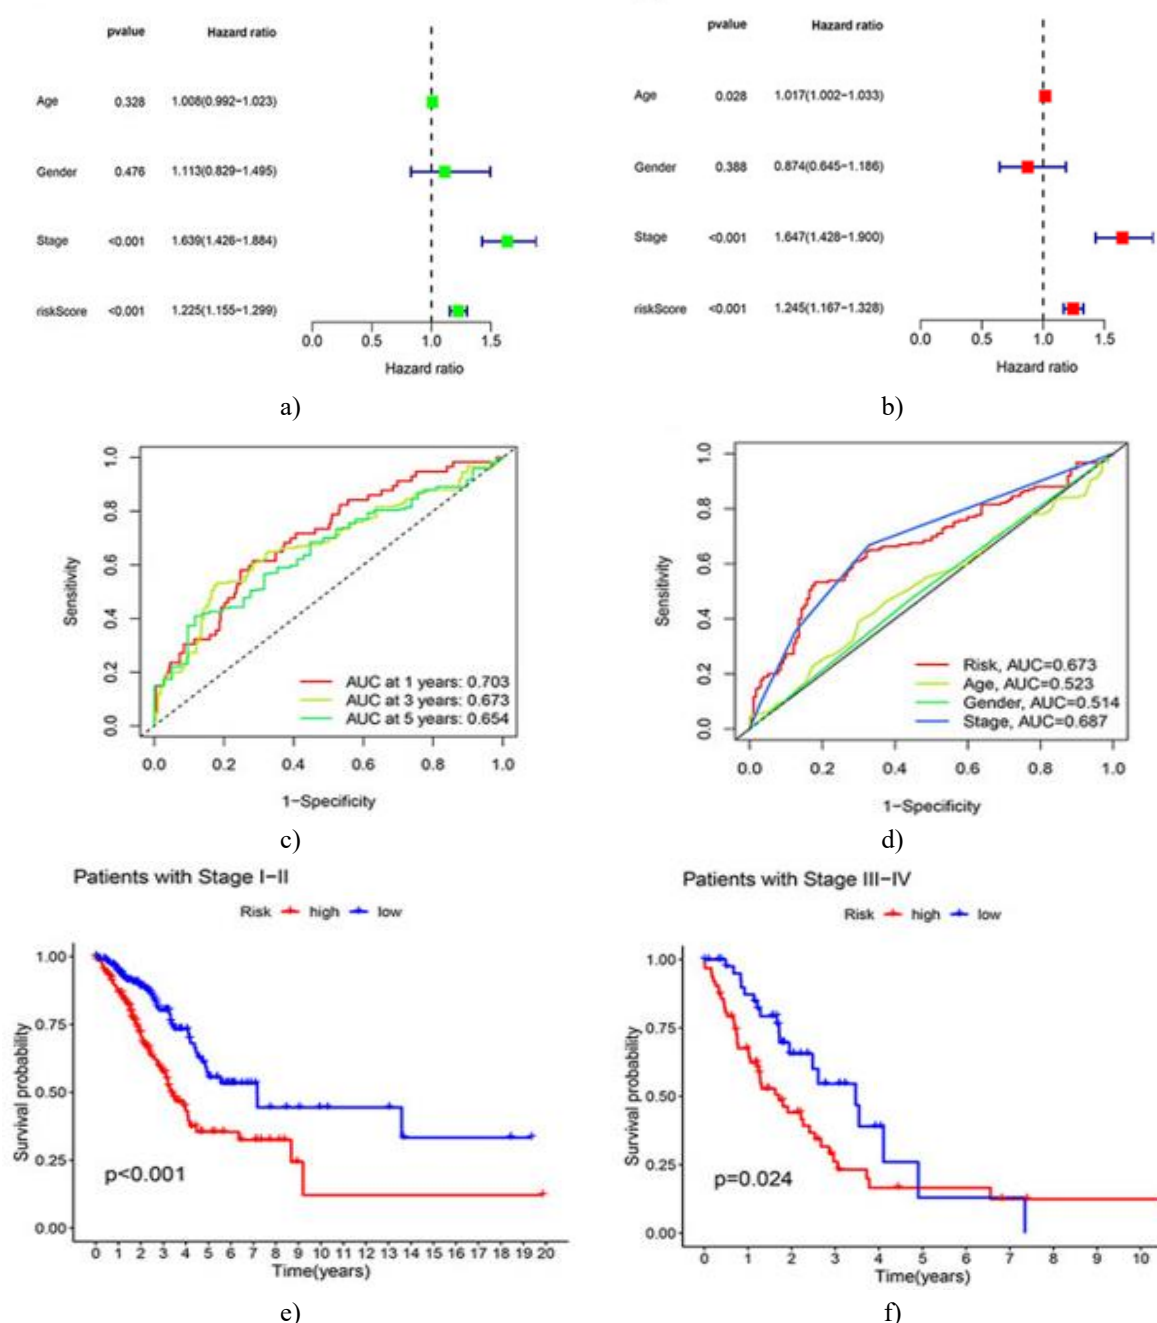 pvalue Hazard ratio
Age 0.328 1.008(0.992−1.023)
Gender 0.476 1.113(0.829−1.495)
Stage <0.001 1.639(1.426−1.884)
riskScore <0.001 1.225(1.155−1.299)
0.0 0.5 1.0 1.5
Hazard ratio
a)
pvalue Hazard ratio
Age 0.028 1.017(1.002−1.033)
Gender 0.388 0.874(0.645−1.186)
Stage <0.001 1.647(1.428−1.900)
riskScore <0.001 1.245(1.167−1.328)
0.0 0.5 1.0 1.5
Hazard ratio
b)
Sensitivity
1.0
0.8
0.6
0.4
0.2
0.0
AUC at 1 years: 0.703
AUC at 3 years: 0.673
AUC at 5 years: 0.654
0.0 0.2 0.4 0.6 0.8 1.0
1−Specificity
c)
Sensitivity
1.0
0.8
0.6
0.4
0.2
0.0
Risk, AUC=0.673
Age, AUC=0.523
Gender, AUC=0.514
Stage, AUC=0.687
0.0 0.2 0.4 0.6 0.8 1.0
1−Specificity
d)
Patients with Stage I−II
Risk high low
Survival probability
1.00
0.75
0.50
0.25
0.00
p<0.001
0 1 2 3 4 5 6 7 8 9 10 11 12 13 14 15 16 17 18 19 20
Time(years)
e)
Patients with Stage III−IV
Risk high low
Survival probability
1.00
0.75
0.50
0.25
0.00
p=0.024
0 1 2 3 4 5 6 7 8 9 10
Time(years)
f)